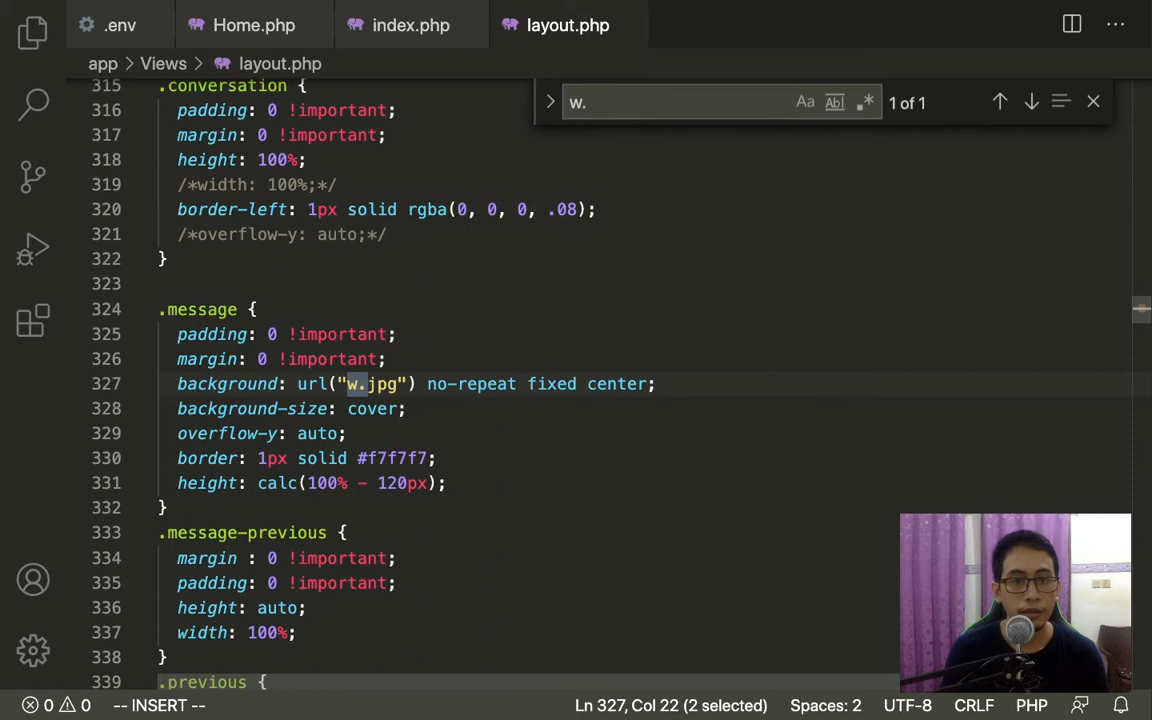 .env
Home.php
index.php
layout.php
···
app > Views > layout.php
w.
Aa
Abl
.*
1 of 1
315 .conversation {
316 padding: 0 !important;
317 margin: 0 !important;
318 height: 100%;
319 /*width: 100%;*/
320 border-left: 1px solid rgba(0, 0, 0, .08);
321 /*overflow-y: auto;*/
322 }
323
324 .message {
325 padding: 0 !important;
326 margin: 0 !important;
327 background: url("w.jpg") no-repeat fixed center;
328 background-size: cover;
329 overflow-y: auto;
330 border: 1px solid #f7f7f7;
331 height: calc(100% - 120px);
332 }
333 .message-previous {
334 margin : 0 !important;
335 padding: 0 !important;
336 height: auto;
337 width: 100%;
338 }
339 .previous {
0 0 -- INSERT -- Ln 327, Col 22 (2 selected) Spaces: 2 UTF-8 CRLF PHP